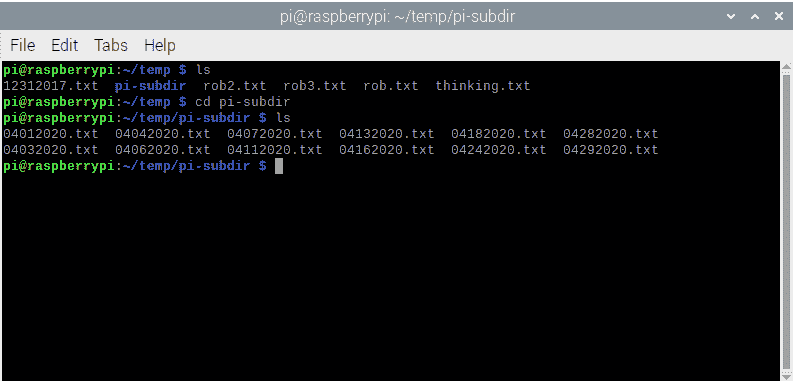 pi@raspberrypi: ~/temp/pi-subdir
File Edit Tabs Help
pi@raspberrypi:~/temp $ ls
12312017.txt  pi-subdir  rob2.txt  rob3.txt  rob.txt  thinking.txt
pi@raspberrypi:~/temp $ cd pi-subdir
pi@raspberrypi:~/temp/pi-subdir $ ls
04012020.txt  04042020.txt  04072020.txt  04132020.txt  04182020.txt  04282020.txt
04032020.txt  04062020.txt  04112020.txt  04162020.txt  04242020.txt  04292020.txt
pi@raspberrypi:~/temp/pi-subdir $